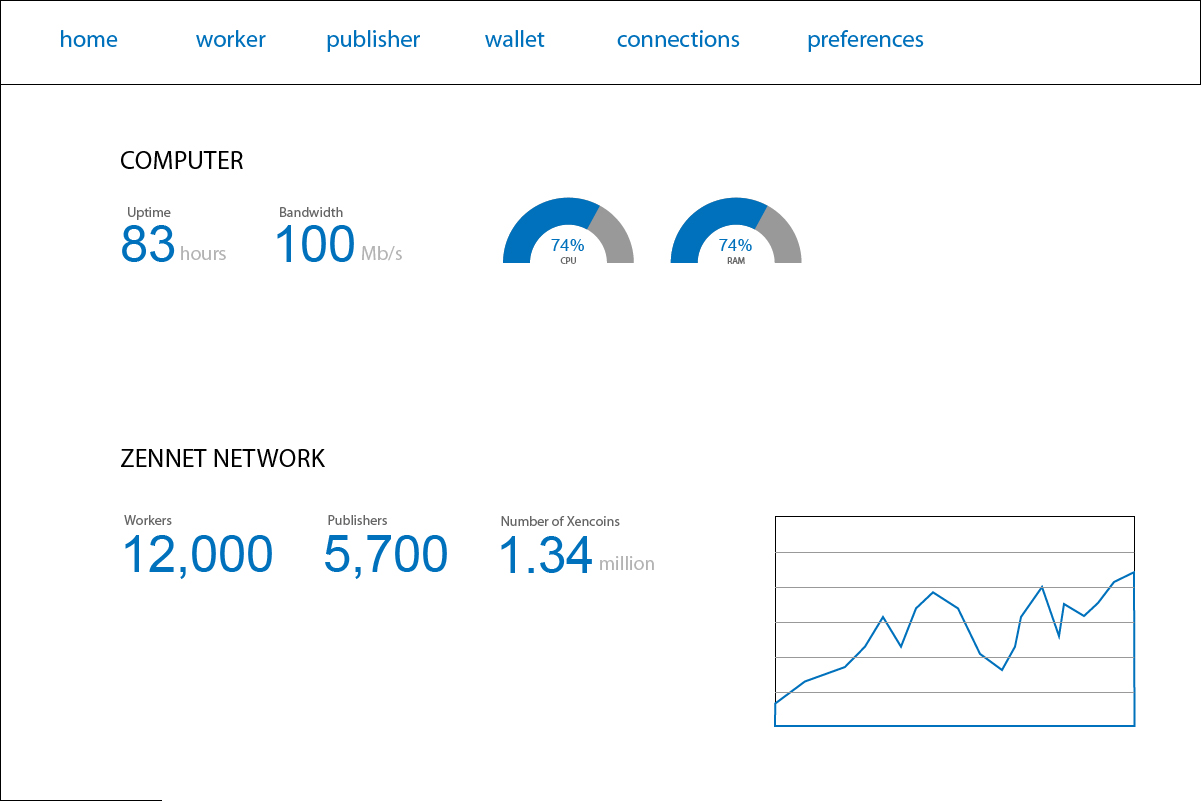 home worker publisher wallet connections preferences
COMPUTER
Uptime Bandwidth
83 hours 100 Mb/s
74% 74%
CPU RAM
ZENNET NETWORK
Workers Publishers Number of Xencoins
12,000 5,700 1.34 million